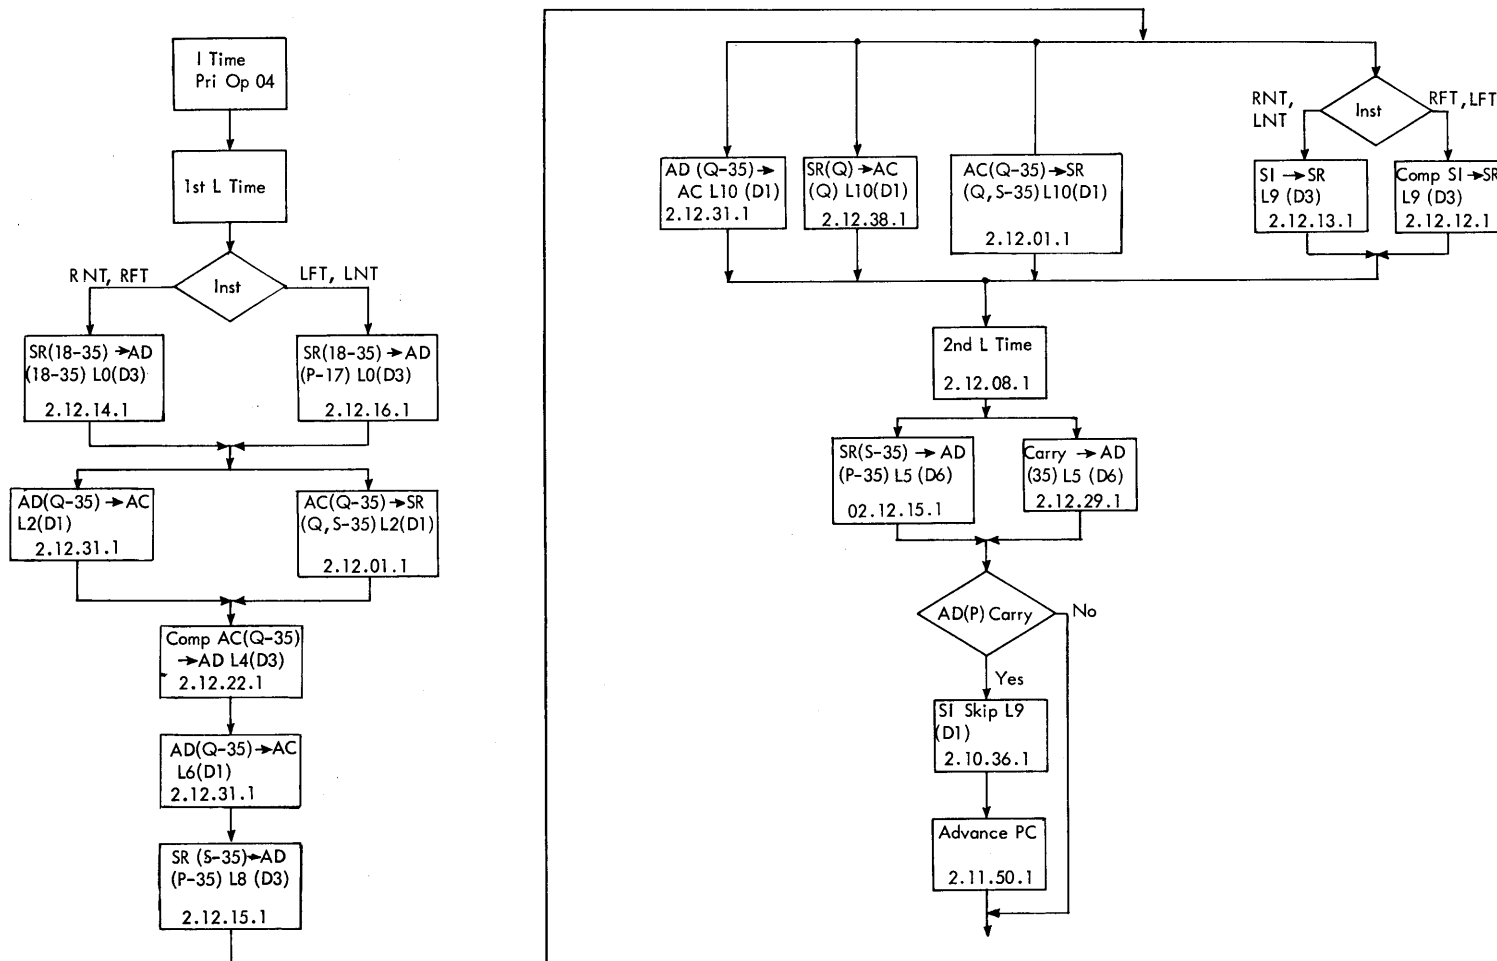 I Time
Pri Op 04
1st L Time
RNT, RFT
Inst
LFT, LNT
SR(18-35)→AD
(18-35) L0(D3)
2.12.14.1
SR(18-35)→AD
(P-17) L0(D3)
2.12.16.1
AD(Q-35)→AC
L2(D1)
2.12.31.1
AC(Q-35)→SR
(Q,S-35) L2(D1)
2.12.01.1
Comp AC(Q-35)
→AD L4(D3)
2.12.22.1
AD(Q-35)→AC
L6(D1)
2.12.31.1
SR (S-35)→AD
(P-35) L8 (D3)
2.12.15.1
AD (Q-35)→
AC L10 (D1)
2.12.31.1
SR(Q)→AC
(Q) L10(D1)
2.12.38.1
AC(Q-35)→SR
(Q,S-35) L10(D1)
2.12.01.1
RNT,
LNT
Inst
RFT, LFT
SI→SR
L9 (D3)
2.12.13.1
Comp SI→SR
L9 (D3)
2.12.12.1
2nd L Time
2.12.08.1
SR(S-35)→AD
(P-35) L5 (D6)
02.12.15.1
Carry→AD
(35) L5 (D6)
2.12.29.1
AD(P) Carry
No
Yes
SI Skip L9
(D1)
2.10.36.1
Advance PC
2.11.50.1